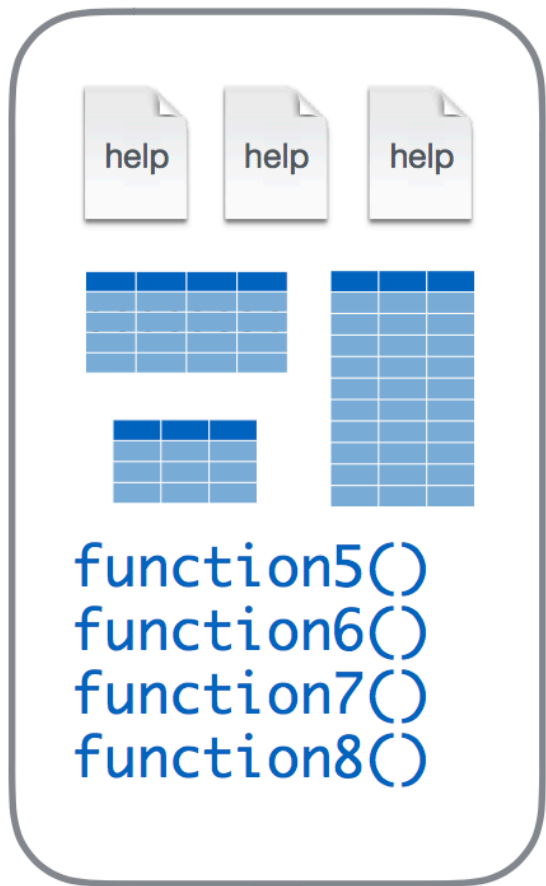 help help help
function5()
function6()
function7()
function8()